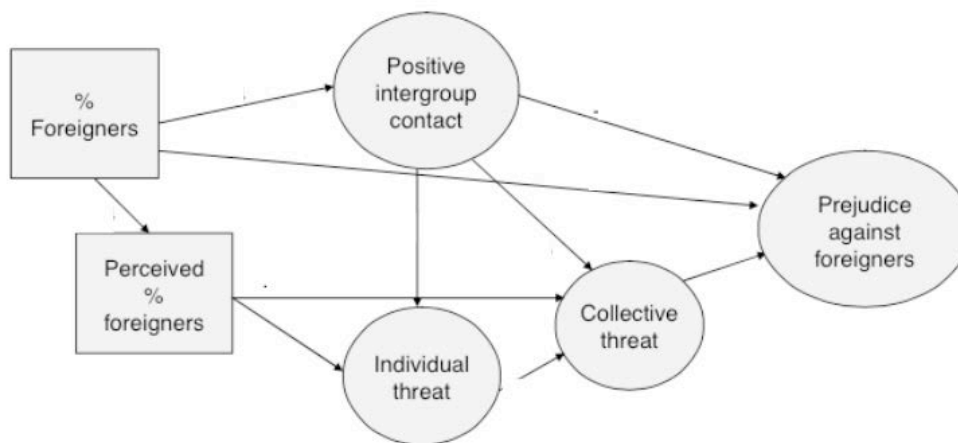 %
Foreigners
Positive
intergroup
contact
Prejudice
against
foreigners
Perceived
%
foreigners
Collective
threat
Individual
threat